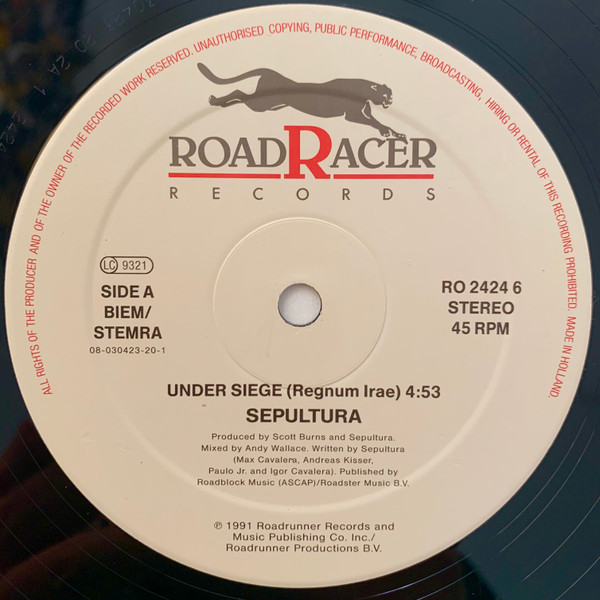 ALL RIGHTS OF THE PRODUCER AND OF THE OWNER OF THE RECORDED WORK RESERVED. UNAUTHORISED COPYING, PUBLIC PERFORMANCE, BROADCASTING, HIRING OR RENTAL OF THIS RECORDING PROHIBITED. MADE IN HOLLAND.
ROADRACER
RECORDS
LC 9321
SIDE A
BIEM/
STEMRA
08-030423-20-1
RO 2424 6
STEREO
45 RPM
UNDER SIEGE (Regnum Irae) 4:53
SEPULTURA
Produced by Scott Burns and Sepultura.
Mixed by Andy Wallace. Written by Sepultura
(Max Cavalera, Andreas Kisser,
Paulo Jr. and Igor Cavalera). Published by
Roadblock Music (ASCAP)/Roadster Music B.V.
℗ 1991 Roadrunner Records and
Music Publishing Co. Inc./
Roadrunner Productions B.V.